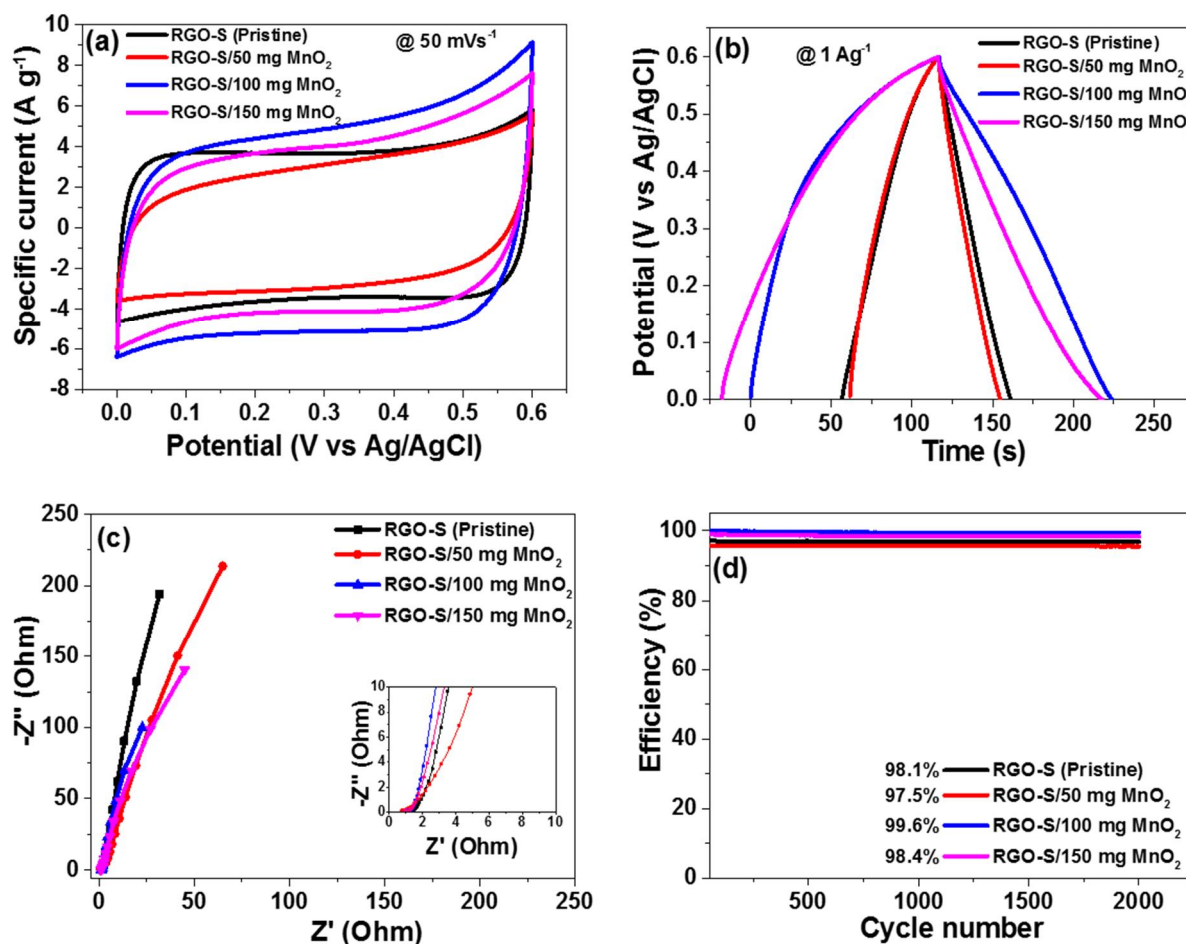 (a)
@ 50 mVs⁻¹
RGO-S (Pristine)
RGO-S/50 mg MnO₂
RGO-S/100 mg MnO₂
RGO-S/150 mg MnO₂
Specific current (A g⁻¹)
10
8
6
4
2
0
-2
-4
-6
-8
0.0 0.1 0.2 0.3 0.4 0.5 0.6
Potential (V vs Ag/AgCl)
(b)
@ 1 Ag⁻¹
RGO-S (Pristine)
RGO-S/50 mg MnO₂
RGO-S/100 mg MnO
RGO-S/150 mg MnO
Potential (V vs Ag/AgCl)
0.6
0.5
0.4
0.3
0.2
0.1
0.0
0 50 100 150 200 250
Time (s)
(c)
RGO-S (Pristine)
RGO-S/50 mg MnO₂
RGO-S/100 mg MnO₂
RGO-S/150 mg MnO₂
-Z'' (Ohm)
250
200
150
100
50
0
0 50 100 150 200 250
Z' (Ohm)
-Z'' (Ohm)
10
8
6
4
2
0
0 2 4 6 8 10
Z' (Ohm)
(d)
Efficiency (%)
100
80
60
40
20
0
98.1% RGO-S (Pristine)
97.5% RGO-S/50 mg MnO₂
99.6% RGO-S/100 mg MnO₂
98.4% RGO-S/150 mg MnO₂
500 1000 1500 2000
Cycle number